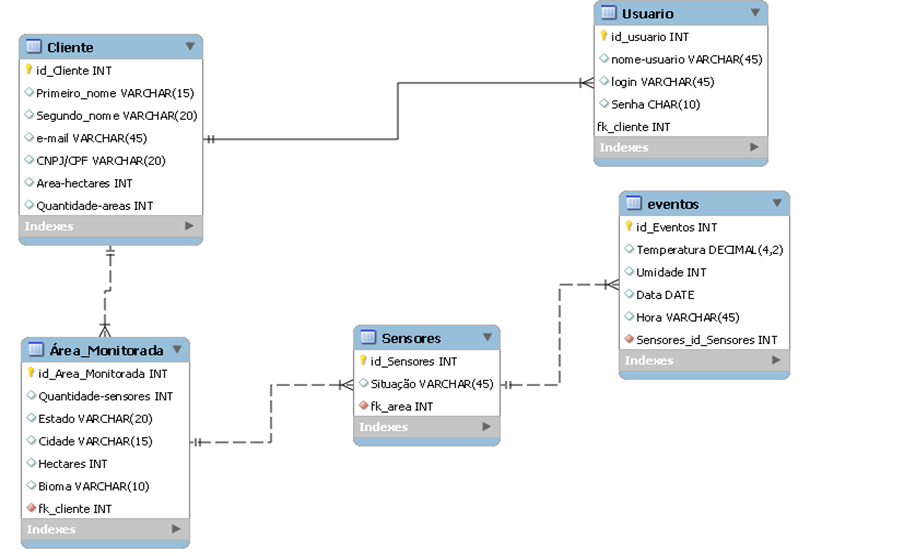 Cliente
id_Cliente INT
Primeiro_nome VARCHAR(15)
Segundo_nome VARCHAR(20)
e-mail VARCHAR(45)
CNPJ/CPF VARCHAR(20)
Area-hectares INT
Quantidade-areas INT
Indexes
Usuario
id_usuario INT
nome-usuario VARCHAR(45)
login VARCHAR(45)
Senha CHAR(10)
fk_cliente INT
Indexes
eventos
id_Eventos INT
Temperatura DECIMAL(4,2)
Umidade INT
Data DATE
Hora VARCHAR(45)
Sensores_id_Sensores INT
Indexes
Área_Monitorada
id_Area_Monitorada INT
Quantidade-sensores INT
Estado VARCHAR(20)
Cidade VARCHAR(15)
Hectares INT
Bioma VARCHAR(10)
fk_cliente INT
Indexes
Sensores
id_Sensores INT
Situação VARCHAR(45)
fk_area INT
Indexes